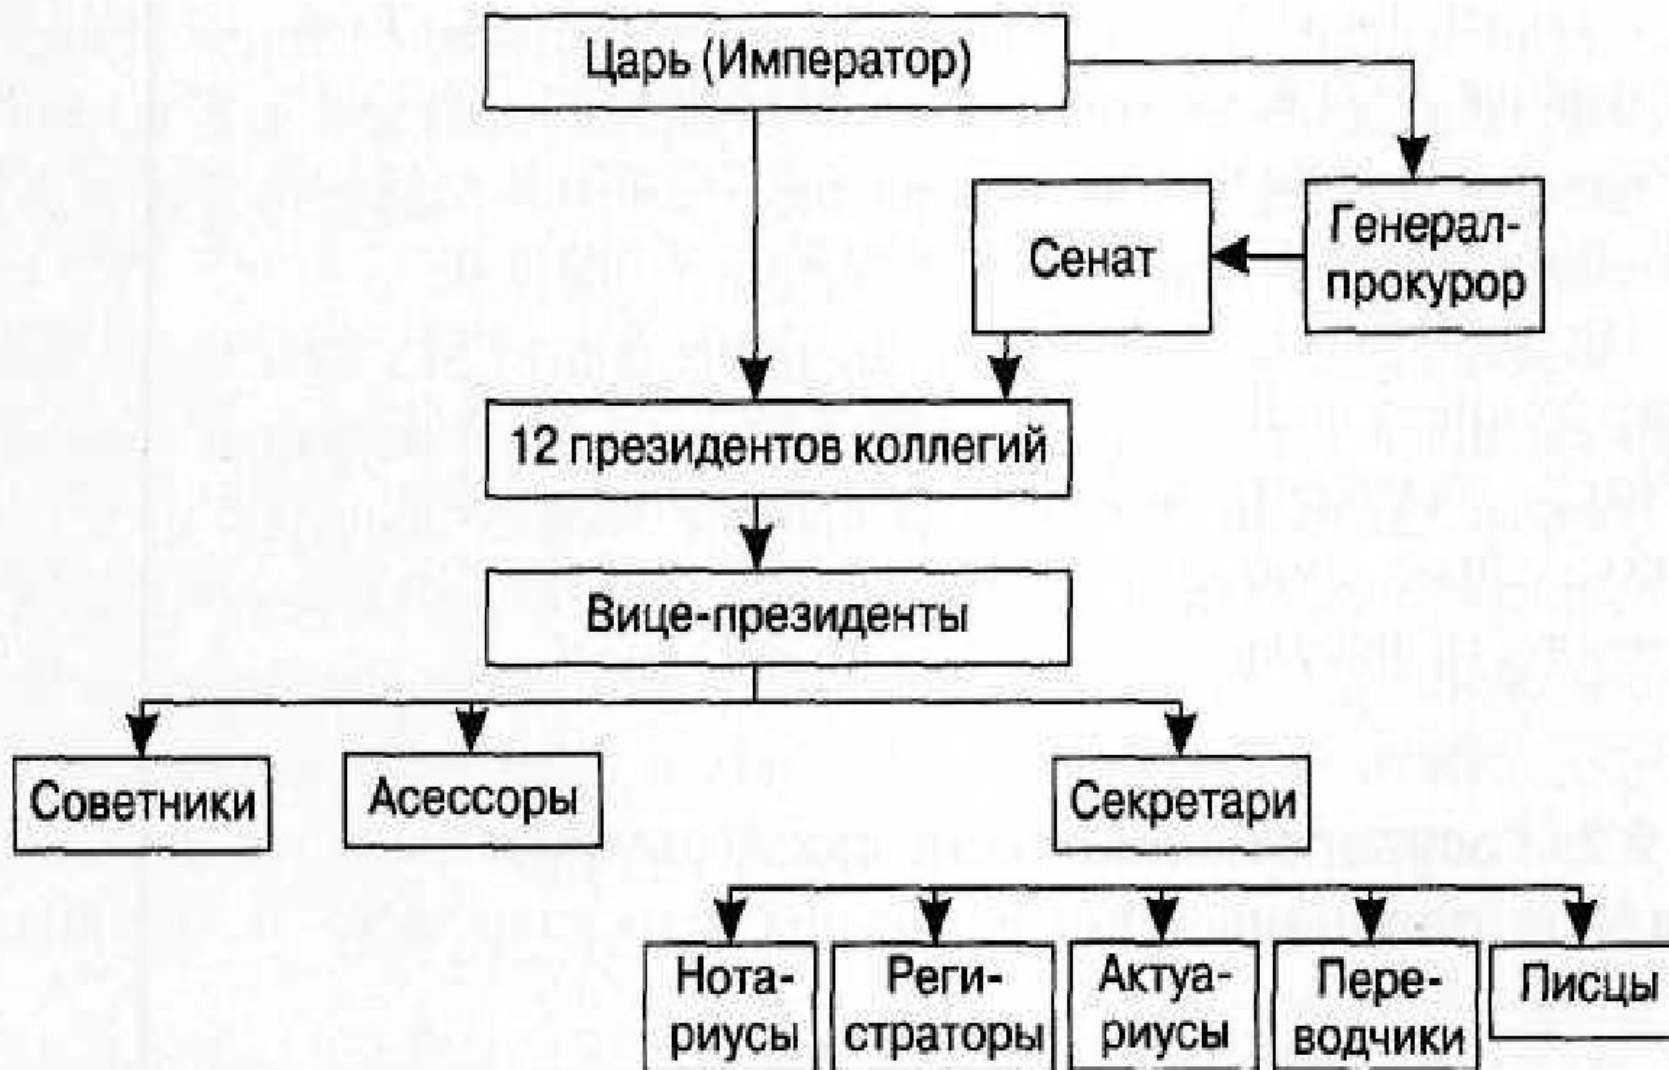 Царь (Император)
Сенат
Генерал-
прокурор
12 президентов коллегий
Вице-президенты
Советники
Асессоры
Секретари
Нота-
риусы
Реги-
страторы
Актуа-
риусы
Пере-
водчики
Писцы